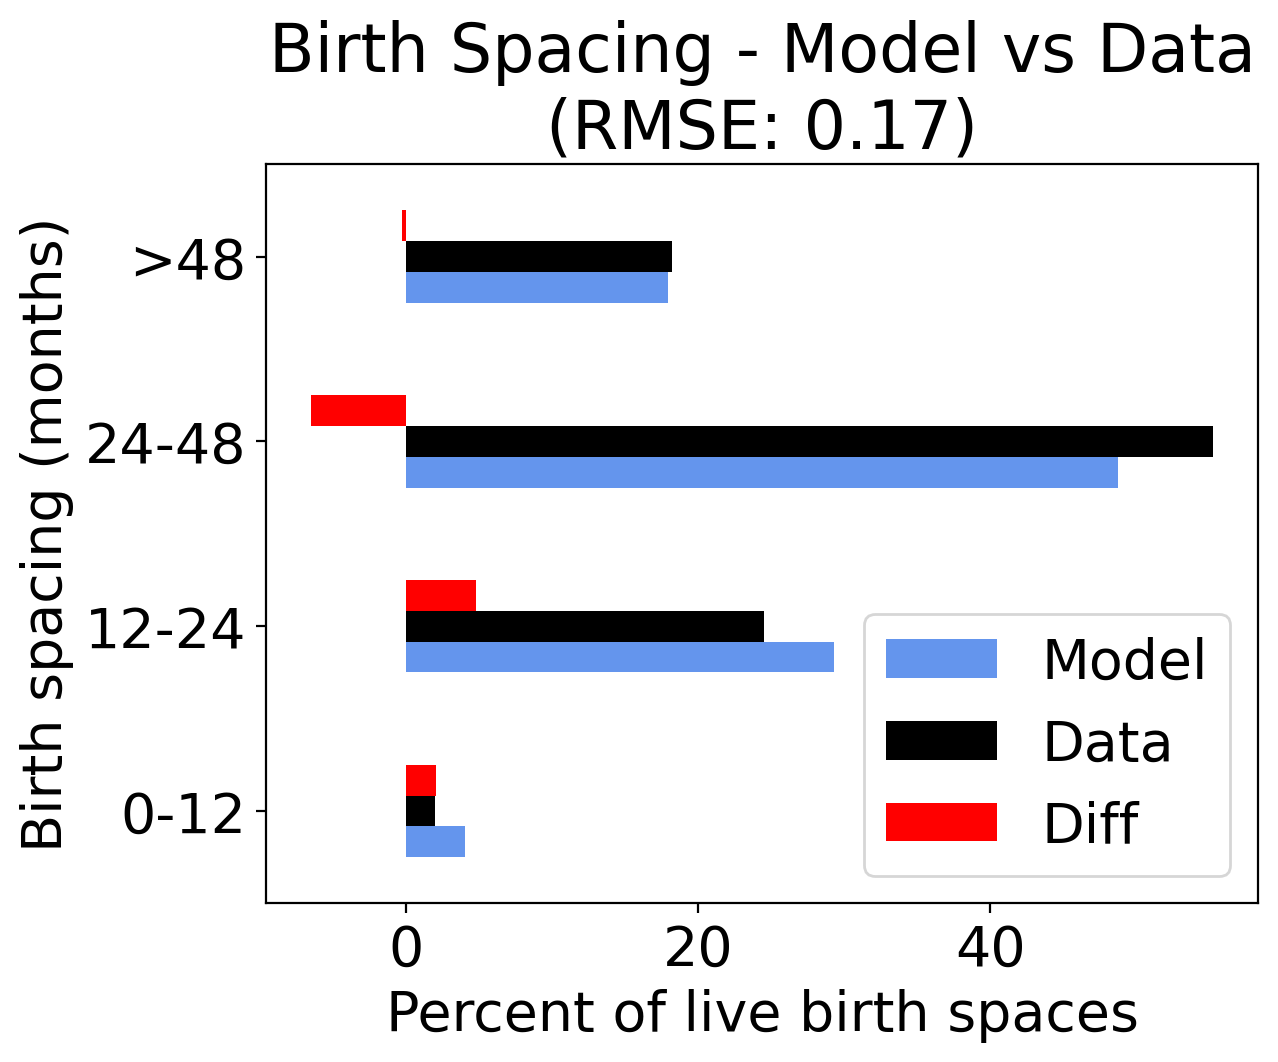 Birth Spacing - Model vs Data
(RMSE: 0.17)
Birth spacing (months)
>48
24-48
12-24
0-12
Model
Data
Diff
0
20
40
Percent of live birth spaces